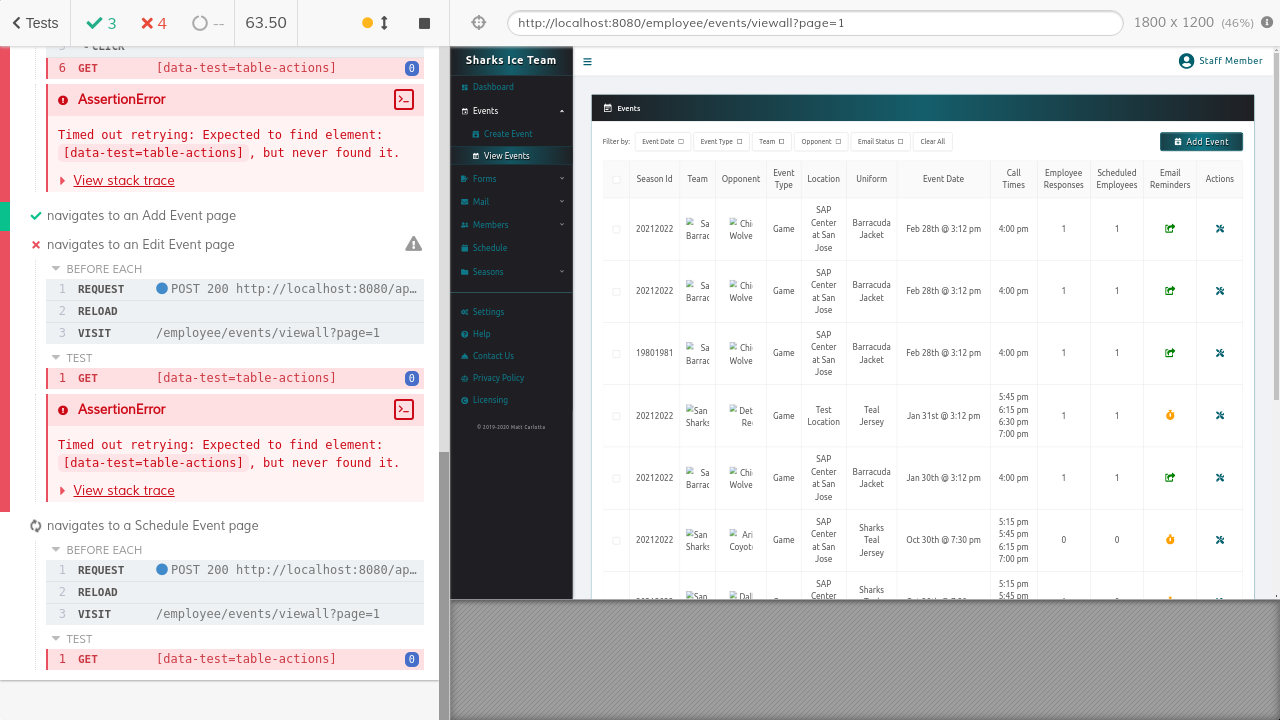 Tests
3
4
--
63.50
5 - CLICK
6 GET [data-test=table-actions] 0
AssertionError
Timed out retrying: Expected to find element:
[data-test=table-actions], but never found it.
View stack trace
navigates to an Add Event page
navigates to an Edit Event page
BEFORE EACH
1 REQUEST POST 200 http://localhost:8080/ap…
2 RELOAD
3 VISIT /employee/events/viewall?page=1
TEST
1 GET [data-test=table-actions] 0
AssertionError
Timed out retrying: Expected to find element:
[data-test=table-actions], but never found it.
View stack trace
navigates to a Schedule Event page
BEFORE EACH
1 REQUEST POST 200 http://localhost:8080/ap…
2 RELOAD
3 VISIT /employee/events/viewall?page=1
TEST
1 GET [data-test=table-actions] 0
http://localhost:8080/employee/events/viewall?page=1
1800 x 1200 (46%)
Sharks Ice Team
Dashboard
Events
Create Event
View Events
Forms
Mail
Members
Schedule
Seasons
Settings
Help
Contact Us
Privacy Policy
Licensing
© 2019-2020 Matt Carlotta
Staff Member
Events
Filter by: Event Date Event Type Team Opponent Email Status Clear All
Add Event
Season Id Team Opponent Event Type Location Uniform Event Date Call Times Employee Responses Scheduled Employees Email Reminders Actions
20212022 Sa Barrac Chi Wolve Game SAP Center at San Jose Barracuda Jacket Feb 28th @ 3:12 pm 4:00 pm 1 1
20212022 Sa Barrac Chi Wolve Game SAP Center at San Jose Barracuda Jacket Feb 28th @ 3:12 pm 4:00 pm 1 1
19801981 Sa Barrac Chi Wolve Game SAP Center at San Jose Barracuda Jacket Feb 28th @ 3:12 pm 4:00 pm 1 1
20212022 San Sharks Det Re Game Test Location Teal Jersey Jan 31st @ 3:12 pm 5:45 pm 6:15 pm 6:30 pm 7:00 pm 1 1
20212022 Sa Barrac Chi Wolve Game SAP Center at San Jose Barracuda Jacket Jan 30th @ 3:12 pm 4:00 pm 1 1
20212022 San Sharks Ari Coyot Game SAP Center at San Jose Sharks Teal Jersey Oct 30th @ 7:30 pm 5:15 pm 5:45 pm 6:15 pm 7:00 pm 0 0
San Dall SAP Center Sharks 5:15 pm 5:45 pm